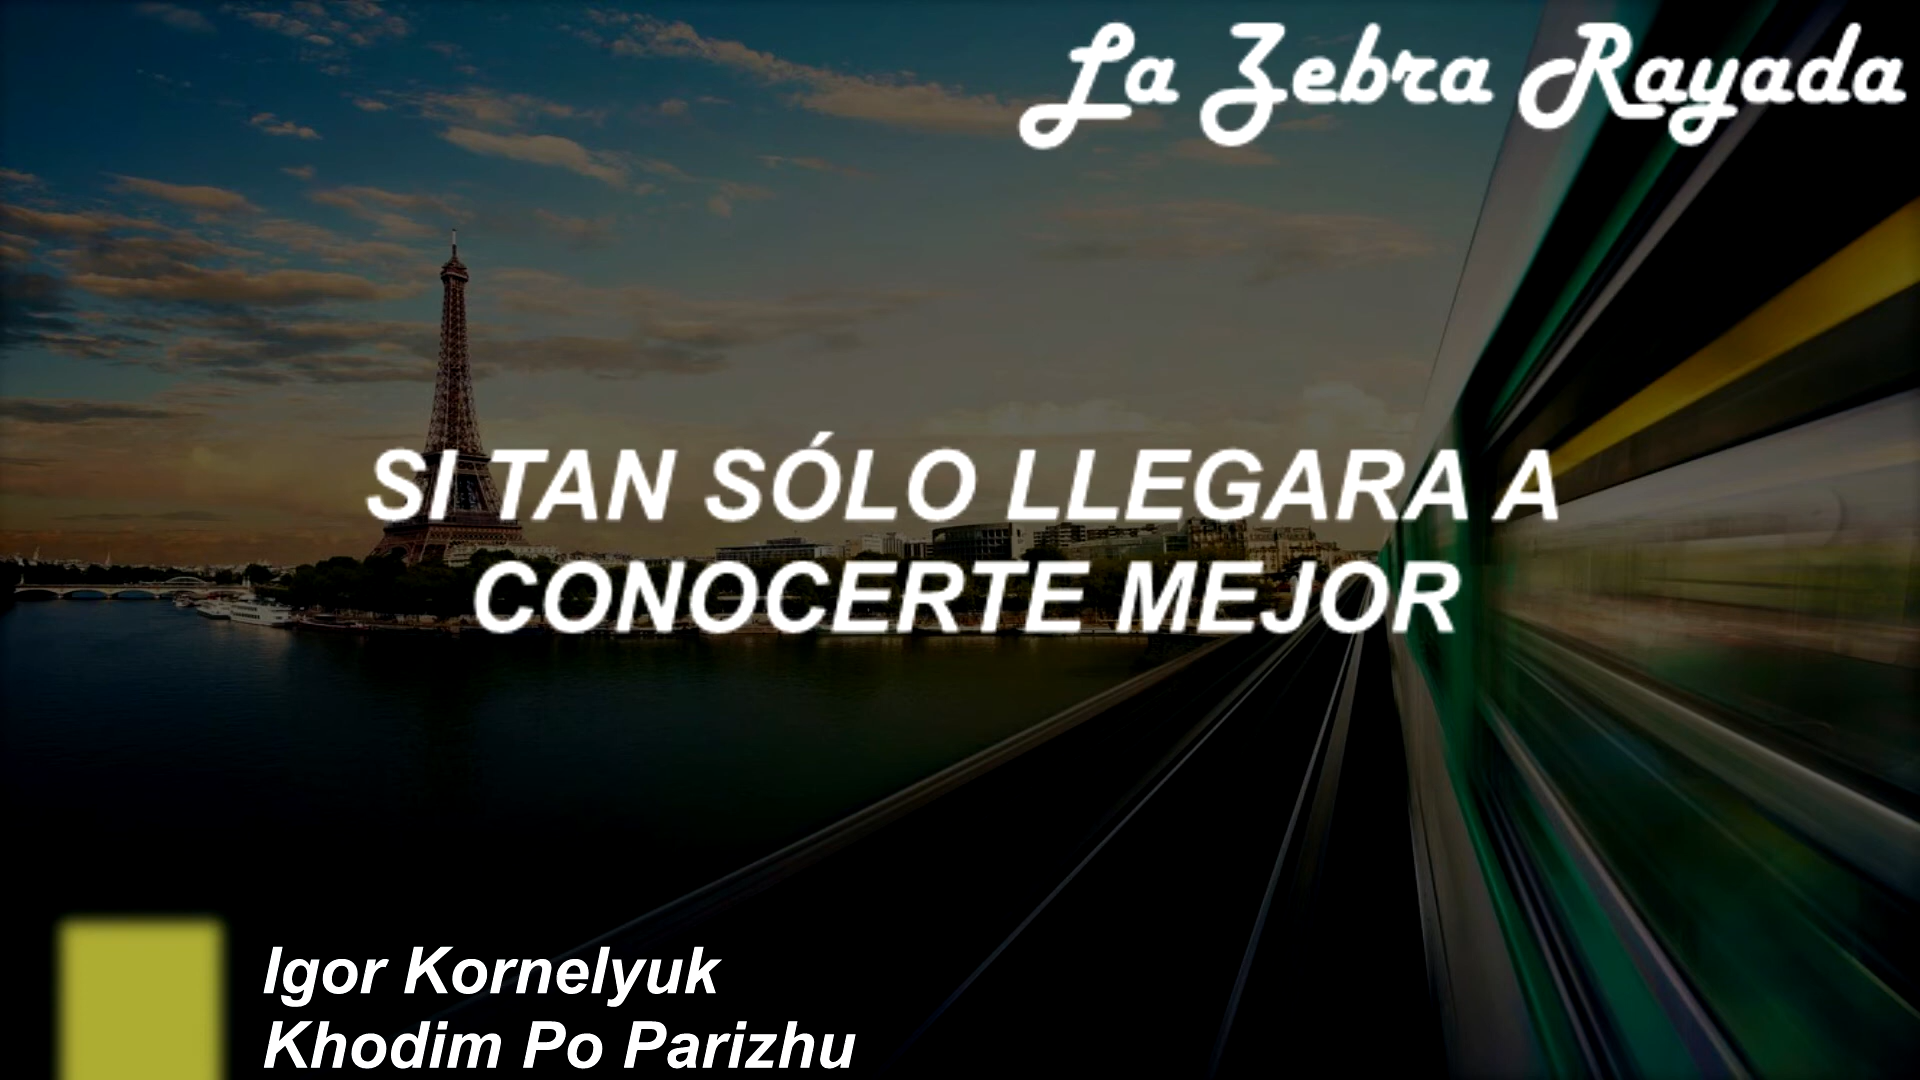 La Zebra Rayada
SI TAN SÓLO LLEGARA A
CONOCERTE MEJOR
Igor Kornelyuk
Khodim Po Parizhu